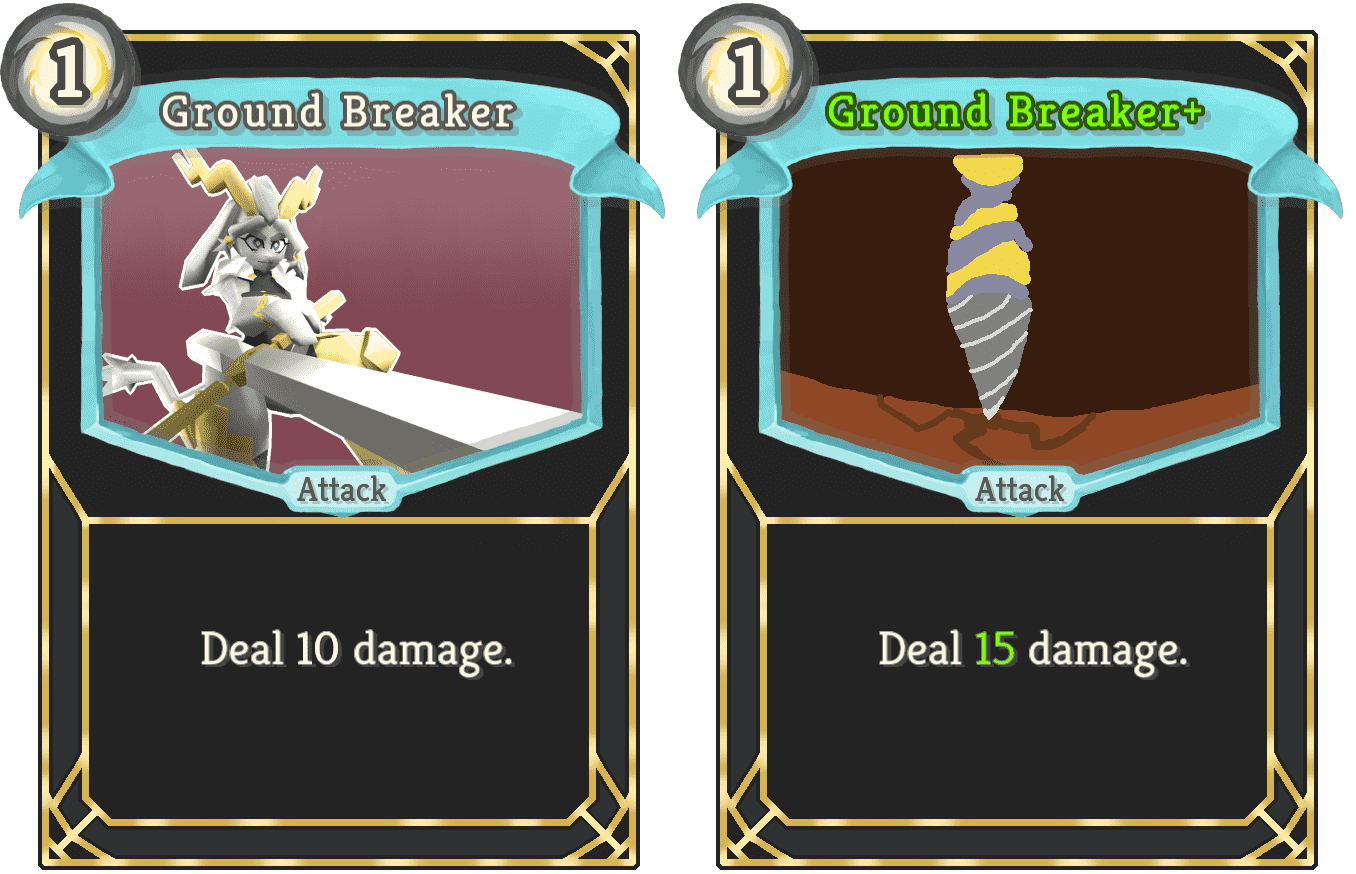 1
Ground Breaker
Attack
Deal 10 damage.
1
Ground Breaker+
Attack
Deal 15 damage.